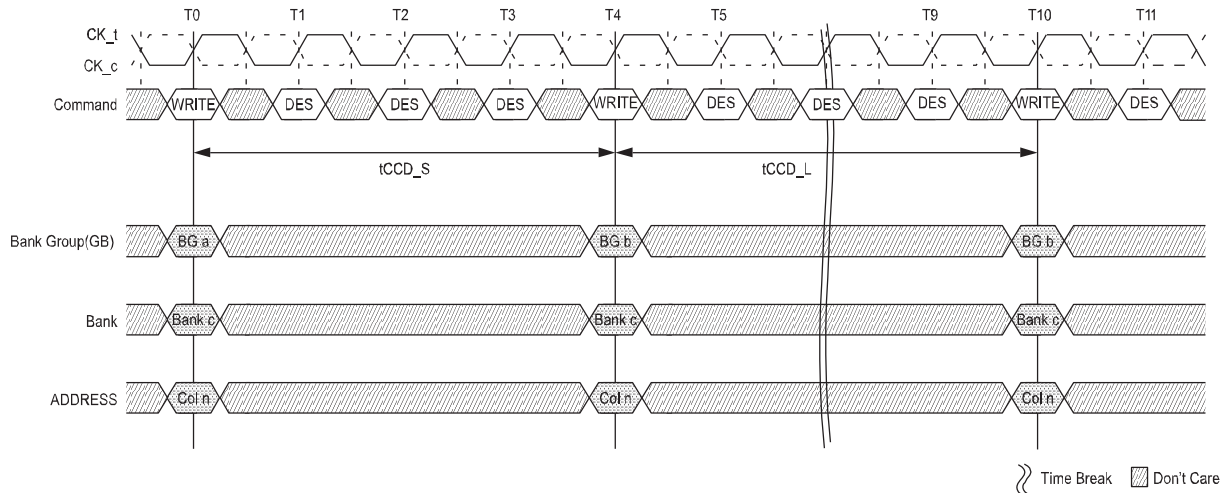 T0 T1 T2 T3 T4 T5 T9 T10 T11
CK_t
CK_c
Command WRITE DES DES DES WRITE DES DES DES WRITE DES
tCCD_S tCCD_L
Bank Group(GB) BG a BG b BG b
Bank Bank c Bank c Bank c
ADDRESS Col n Col n Col n
Time Break Don't Care